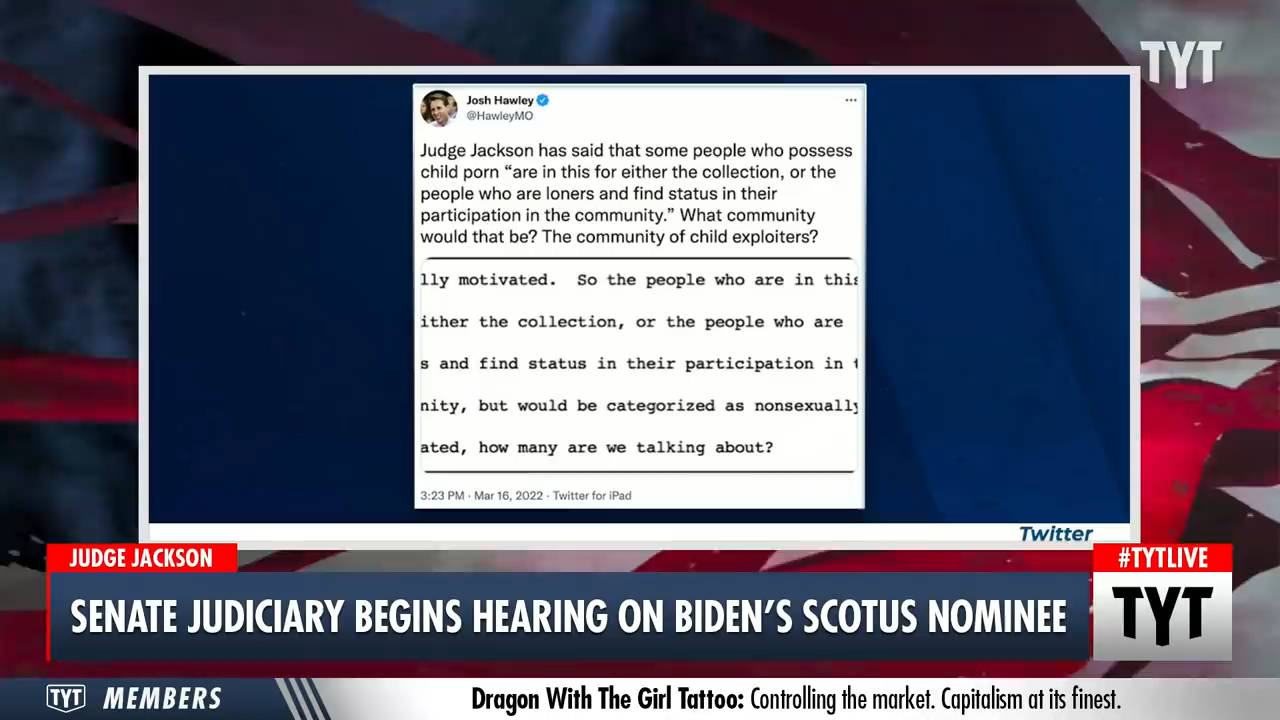 TYT
Josh Hawley
@HawleyMO
Judge Jackson has said that some people who possess
child porn “are in this for either the collection, or the
people who are loners and find status in their
participation in the community.” What community
would that be? The community of child exploiters?
lly motivated. So the people who are in this
ither the collection, or the people who are
s and find status in their participation in t
nity, but would be categorized as nonsexually
ated, how many are we talking about?
3:23 PM · Mar 16, 2022 · Twitter for iPad
Twitter
JUDGE JACKSON
#TYTLIVE
SENATE JUDICIARY BEGINS HEARING ON BIDEN’S SCOTUS NOMINEE
TYT
TYT MEMBERS
Dragon With The Girl Tattoo: Controlling the market. Capitalism at its finest.